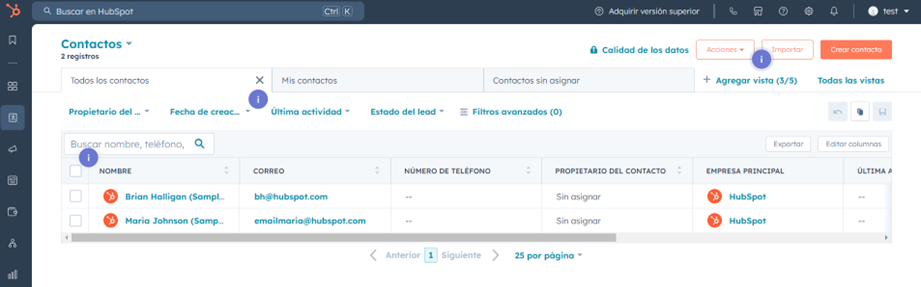 Buscar en HubSpot Ctrl K Adquirir versión superior test
Contactos
2 registros
Calidad de los datos Acciones Importar Crear contacto
Todos los contactos Mis contactos Contactos sin asignar + Agregar vista (3/5) Todas las vistas
Propietario del ... Fecha de creac... Última actividad Estado del lead Filtros avanzados (0)
Buscar nombre, teléfono, Exportar Editar columnas
NOMBRE CORREO NÚMERO DE TELÉFONO PROPIETARIO DEL CONTACTO EMPRESA PRINCIPAL ÚLTIMA A
Brian Halligan (Sampl... bh@hubspot.com -- Sin asignar HubSpot --
Maria Johnson (Samp... emailmaria@hubspot.com -- Sin asignar HubSpot --
Anterior 1 Siguiente 25 por página